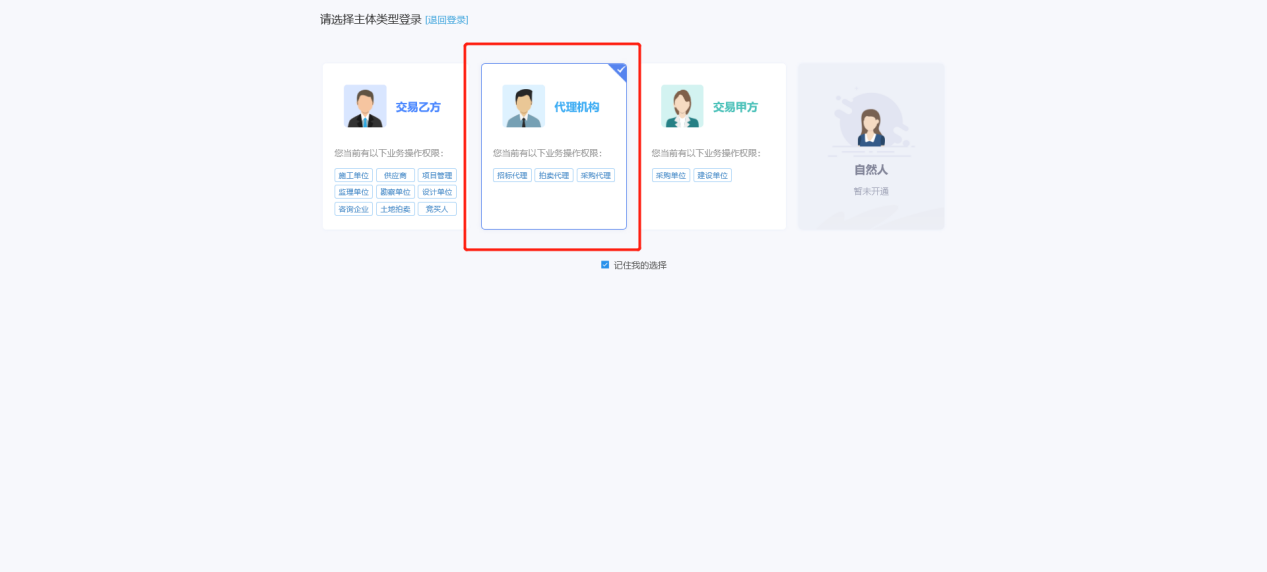 请选择主体类型登录 [退回登录]
交易乙方
您当前有以下业务操作权限：
施工单位 供应商 项目管理
监理单位 勘察单位 设计单位
咨询企业 土地拍卖 竞买人
代理机构
您当前有以下业务操作权限：
招标代理 拍卖代理 采购代理
交易甲方
您当前有以下业务操作权限：
采购单位 建设单位
自然人
暂未开通
记住我的选择